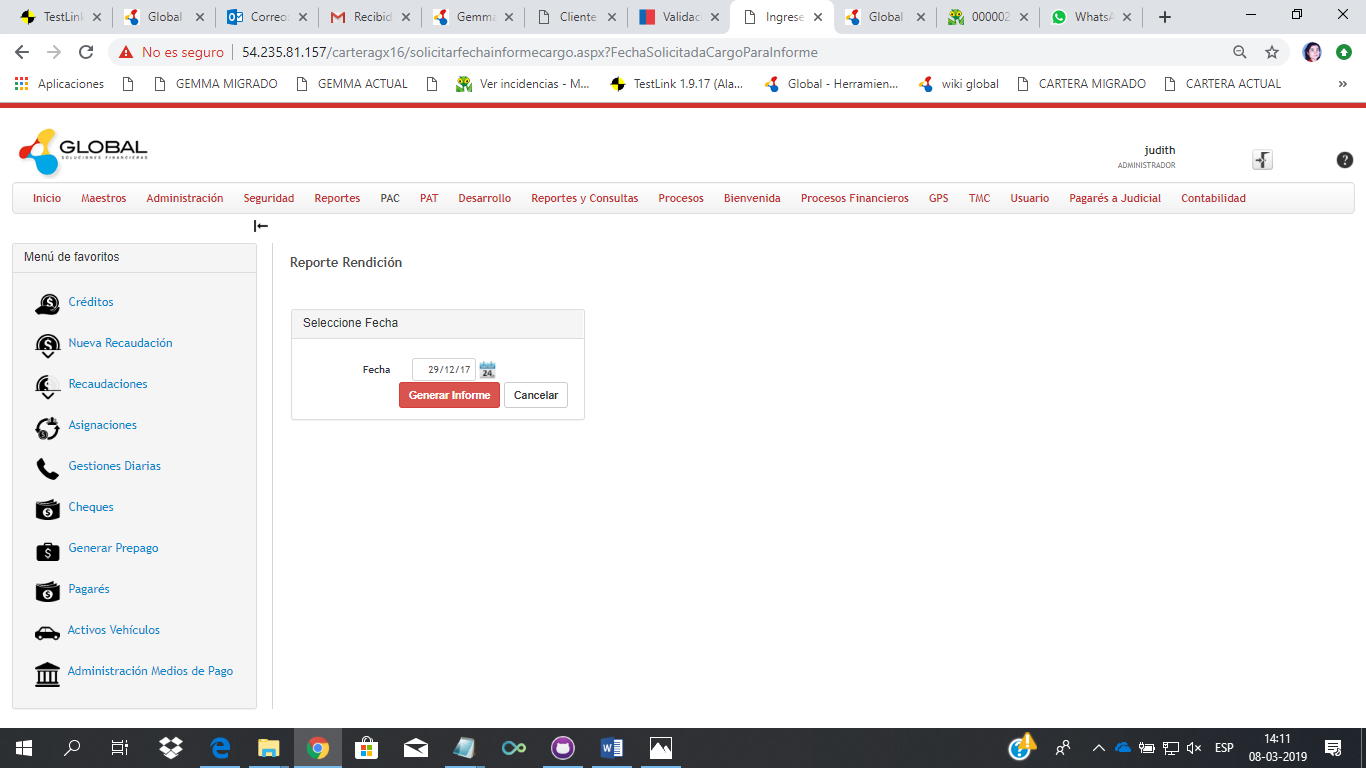 TestLink
Global
Correo:
Recibid
Gemma
Cliente
Validac
Ingrese
Global
000002
WhatsA
No es seguro
54.235.81.157/carteragx16/solicitarfechainformecargo.aspx?FechaSolicitadaCargoParaInforme
Aplicaciones
GEMMA MIGRADO
GEMMA ACTUAL
Ver incidencias - M...
TestLink 1.9.17 (Ala...
Global - Herramien...
wiki global
CARTERA MIGRADO
CARTERA ACTUAL
»
GLOBAL
SOLUCIONES FINANCIERAS
judith
ADMINISTRADOR
Inicio Maestros Administración Seguridad Reportes PAC PAT Desarrollo Reportes y Consultas Procesos Bienvenida Procesos Financieros GPS TMC Usuario Pagarés a Judicial Contabilidad
Menú de favoritos
Créditos
Nueva Recaudación
Recaudaciones
Asignaciones
Gestiones Diarias
Cheques
Generar Prepago
Pagarés
Activos Vehículos
Administración Medios de Pago
Reporte Rendición
Seleccione Fecha
Fecha 29/12/17
24
Generar Informe Cancelar
ESP
14:11
08-03-2019